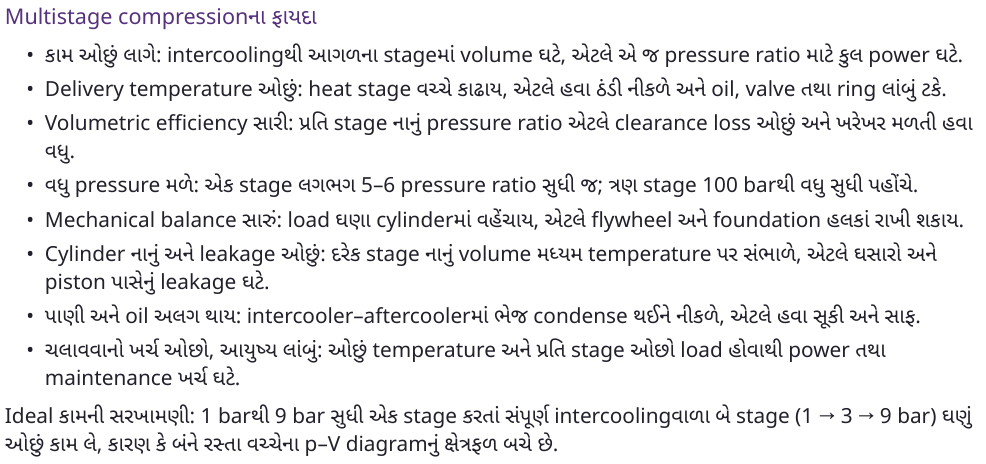 Multistage compressionના ફાયદા
• કામ ઓછું લાગે: intercoolingથી આગળના stageમાં volume ઘટે, એટલે એ જ pressure ratio માટે કુલ power ઘટે.
• Delivery temperature ઓછું: heat stage વચ્ચે કાઢાય, એટલે હવા ઠંડી નીકળે અને oil, valve તથા ring લાંબું ટકે.
• Volumetric efficiency સારી: પ્રતિ stage નાનું pressure ratio એટલે clearance loss ઓછું અને ખરેખર મળતી હવા
વધુ.
• વધુ pressure મળે: એક stage લગભગ 5–6 pressure ratio સુધી જ; ત્રણ stage 100 barથી વધુ સુધી પહોંચે.
• Mechanical balance સારું: load ઘણા cylinderમાં વહેંચાય, એટલે flywheel અને foundation હલકાં રાખી શકાય.
• Cylinder નાનું અને leakage ઓછું: દરેક stage નાનું volume મધ્યમ temperature પર સંભાળે, એટલે ઘસારો અને
piston પાસેનું leakage ઘટે.
• પાણી અને oil અલગ થાય: intercooler–aftercoolerમાં ભેજ condense થઈને નીકળે, એટલે હવા સૂકી અને સાફ.
• ચલાવવાનો ખર્ચ ઓછો, આયુષ્ય લાંબું: ઓછું temperature અને પ્રતિ stage ઓછો load હોવાથી power તથા
maintenance ખર્ચ ઘટે.
Ideal કામની સરખામણી: 1 barથી 9 bar સુધી એક stage કરતાં સંપૂર્ણ intercoolingવાળા બે stage (1 → 3 → 9 bar) ઘણું
ઓછું કામ લે, કારણ કે બંને રસ્તા વચ્ચેના p–V diagramનું ક્ષેત્રફળ બચે છે.